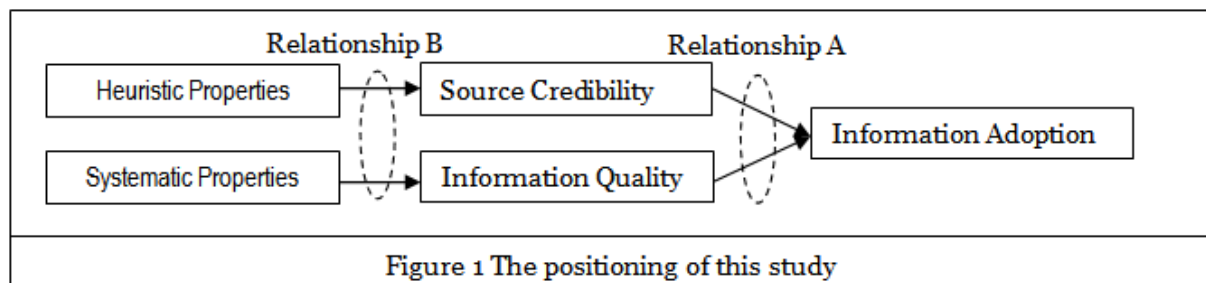 Relationship B
Relationship A
Heuristic Properties
Source Credibility
Information Adoption
Systematic Properties
Information Quality
Figure 1 The positioning of this study